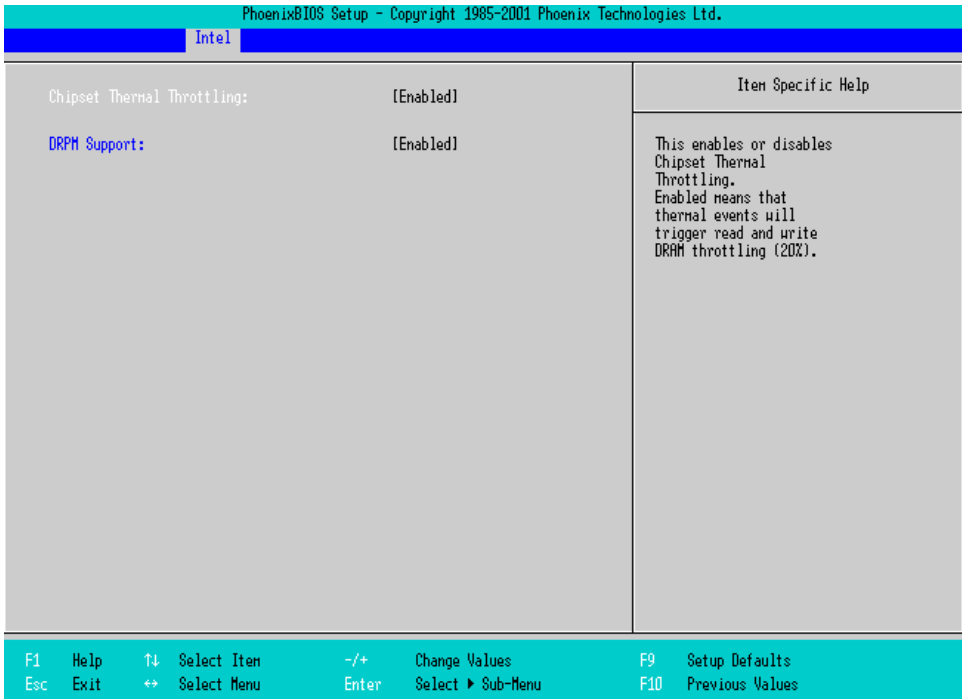 PhoenixBIOS Setup - Copyright 1985-2001 Phoenix Technologies Ltd.
Intel
Chipset Thermal Throttling: [Enabled]
DRPM Support: [Enabled]
Item Specific Help
This enables or disables
Chipset Thermal
Throttling.
Enabled means that
thermal events will
trigger read and write
DRAM throttling (20%).
F1 Help ↑↓ Select Item -/+ Change Values F9 Setup Defaults
Esc Exit ↔ Select Menu Enter Select ▶ Sub-Menu F10 Previous Values